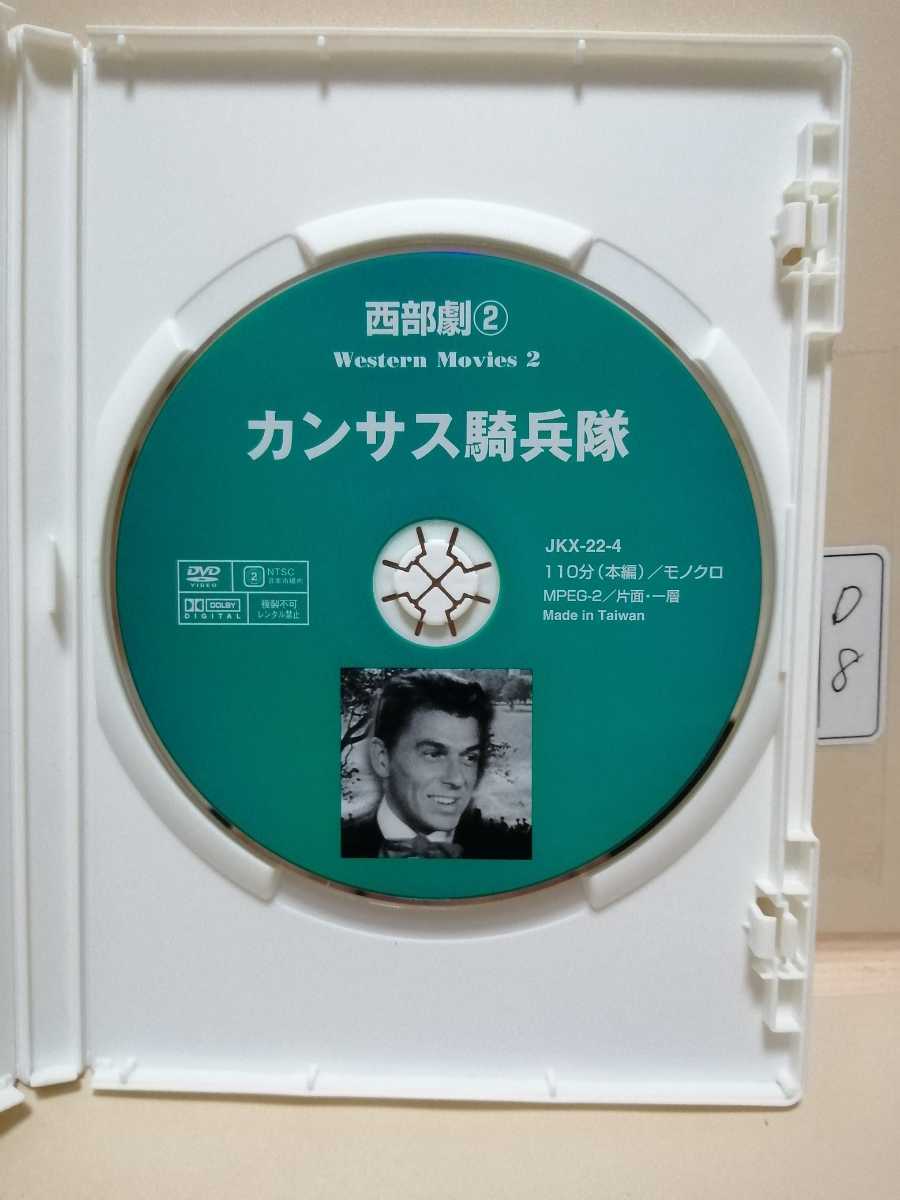 西部劇②
Western Movies 2
カンサス騎兵隊
DVD
VIDEO
2
NTSC
日本市場向
DOLBY
DIGITAL
複製不可
レンタル禁止
JKX-22-4
110分(本編)/モノクロ
MPEG-2/片面・一層
Made in Taiwan
D
8